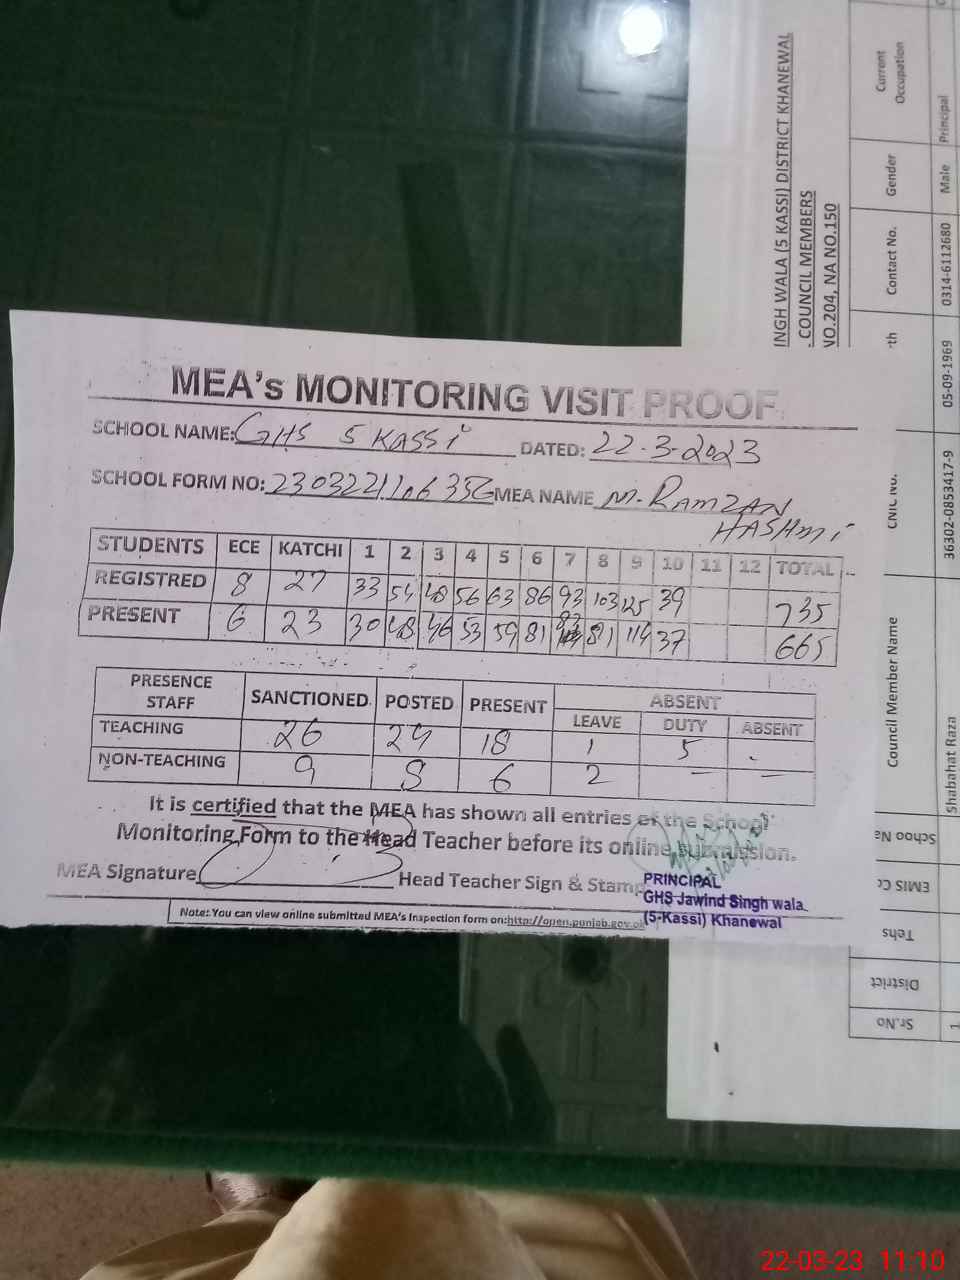 MEA's MONITORING VISIT PROOF
SCHOOL NAME: GHS 5 KASSI DATED: 22.3.2023
SCHOOL FORM NO: MEA NAME M. RAMZAN HASHMI
STUDENTS ECE KATCHI 1 2 3 4 5 6 7 8 9 10 11 12 TOTAL
REGISTRED 8 27 33 54 48 56 63 86 93 103 125 39 735
PRESENT 6 23 30 48 46 53 59 81 83 81 114 37 665
PRESENCE STAFF SANCTIONED POSTED PRESENT ABSENT
LEAVE DUTY ABSENT
TEACHING 26 24 18 1 5 -
NON-TEACHING 9 8 6 2 - -
It is certified that the MEA has shown all entries of the School
Monitoring Form to the Head Teacher before its online submission.
MEA Signature Head Teacher Sign & Stamp
PRINCIPAL
GHS Jawind Singh wala.
(5-Kassi) Khanewal
Note: You can view online submitted MEA's Inspection form on:http://open.punjab.gov.pk
INGH WALA (5 KASSI) DISTRICT KHANEWAL
COUNCIL MEMBERS
NO.204, NA NO.150
Sr.No District Tehs EMIS Co School Na Council Member Name CNIC No. rth Contact No. Gender Current Occupation
1 Shabahat Raza 36302-0853417-9 05-09-1969 0314-6112680 Male Principal
22-03-23 11:10